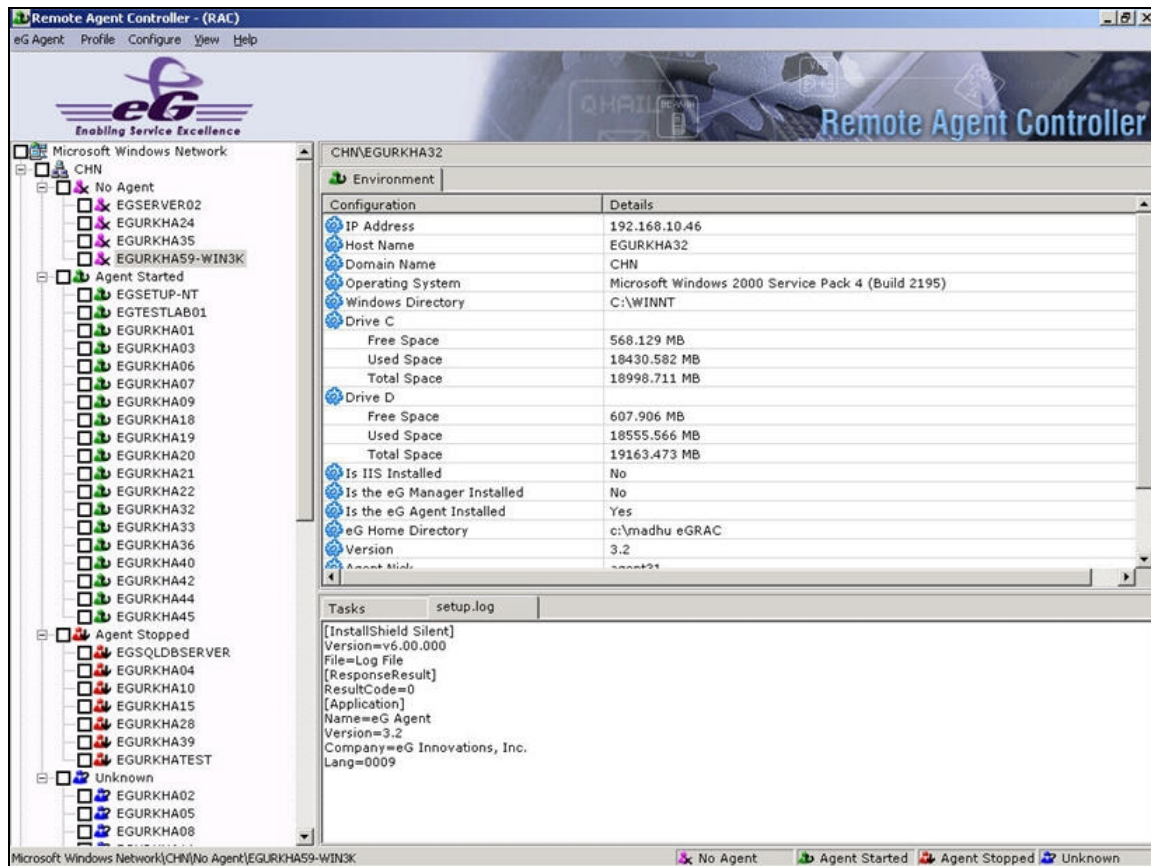 Remote Agent Controller - (RAC)
eG Agent Profile Configure View Help
eG
Enabling Service Excellence
QMAIL
Remote Agent Controller
Microsoft Windows Network
CHN
No Agent
EGSERVER02
EGURKHA24
EGURKHA35
EGURKHA59-WIN3K
Agent Started
EGSETUP-NT
EGTESTLAB01
EGURKHA01
EGURKHA03
EGURKHA06
EGURKHA07
EGURKHA09
EGURKHA18
EGURKHA19
EGURKHA20
EGURKHA21
EGURKHA22
EGURKHA32
EGURKHA33
EGURKHA36
EGURKHA40
EGURKHA42
EGURKHA44
EGURKHA45
Agent Stopped
EGSQLDBSERVER
EGURKHA04
EGURKHA10
EGURKHA15
EGURKHA28
EGURKHA39
EGURKHATEST
Unknown
EGURKHA02
EGURKHA05
EGURKHA08
CHN\EGURKHA32
Environment
Configuration Details
IP Address 192.168.10.46
Host Name EGURKHA32
Domain Name CHN
Operating System Microsoft Windows 2000 Service Pack 4 (Build 2195)
Windows Directory C:\WINNT
Drive C
Free Space 568.129 MB
Used Space 18430.582 MB
Total Space 18998.711 MB
Drive D
Free Space 607.906 MB
Used Space 18555.566 MB
Total Space 19163.473 MB
Is IIS Installed No
Is the eG Manager Installed No
Is the eG Agent Installed Yes
eG Home Directory c:\madhu eGRAC
Version 3.2
Agent Nick agent31
Tasks setup.log
[InstallShield Silent]
Version=v6.00.000
File=Log File
[ResponseResult]
ResultCode=0
[Application]
Name=eG Agent
Version=3.2
Company=eG Innovations, Inc.
Lang=0009
Microsoft Windows Network\CHN\No Agent\EGURKHA59-WIN3K
No Agent Agent Started Agent Stopped Unknown